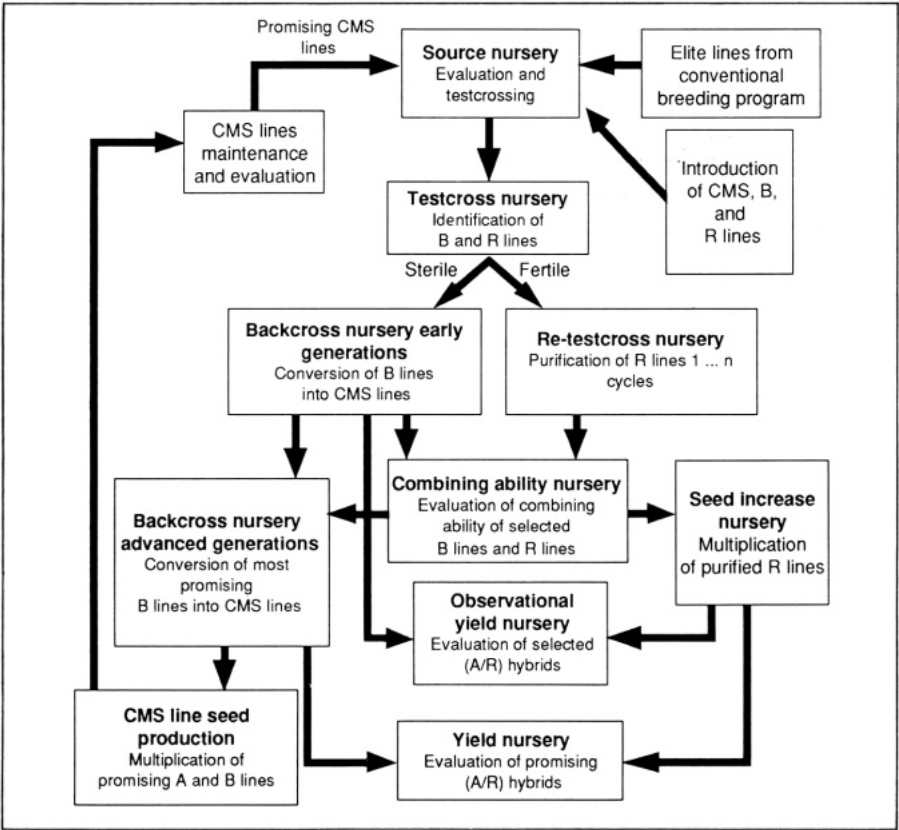 Promising CMS
lines
Source nursery
Evaluation and
testcrossing
Elite lines from
conventional
breeding program
CMS lines
maintenance
and evaluation
Introduction
of CMS, B,
and
R lines
Testcross nursery
Identification of
B and R lines
Sterile
Fertile
Backcross nursery early
generations
Conversion of B lines
into CMS lines
Re-testcross nursery
Purification of R lines 1 ... n
cycles
Combining ability nursery
Evaluation of combining
ability of selected
B lines and R lines
Seed increase
nursery
Multiplication
of purified R lines
Backcross nursery
advanced generations
Conversion of most
promising
B lines into CMS lines
Observational
yield nursery
Evaluation of selected
(A/R) hybrids
CMS line seed
production
Multiplication of
promising A and B lines
Yield nursery
Evaluation of promising
(A/R) hybrids